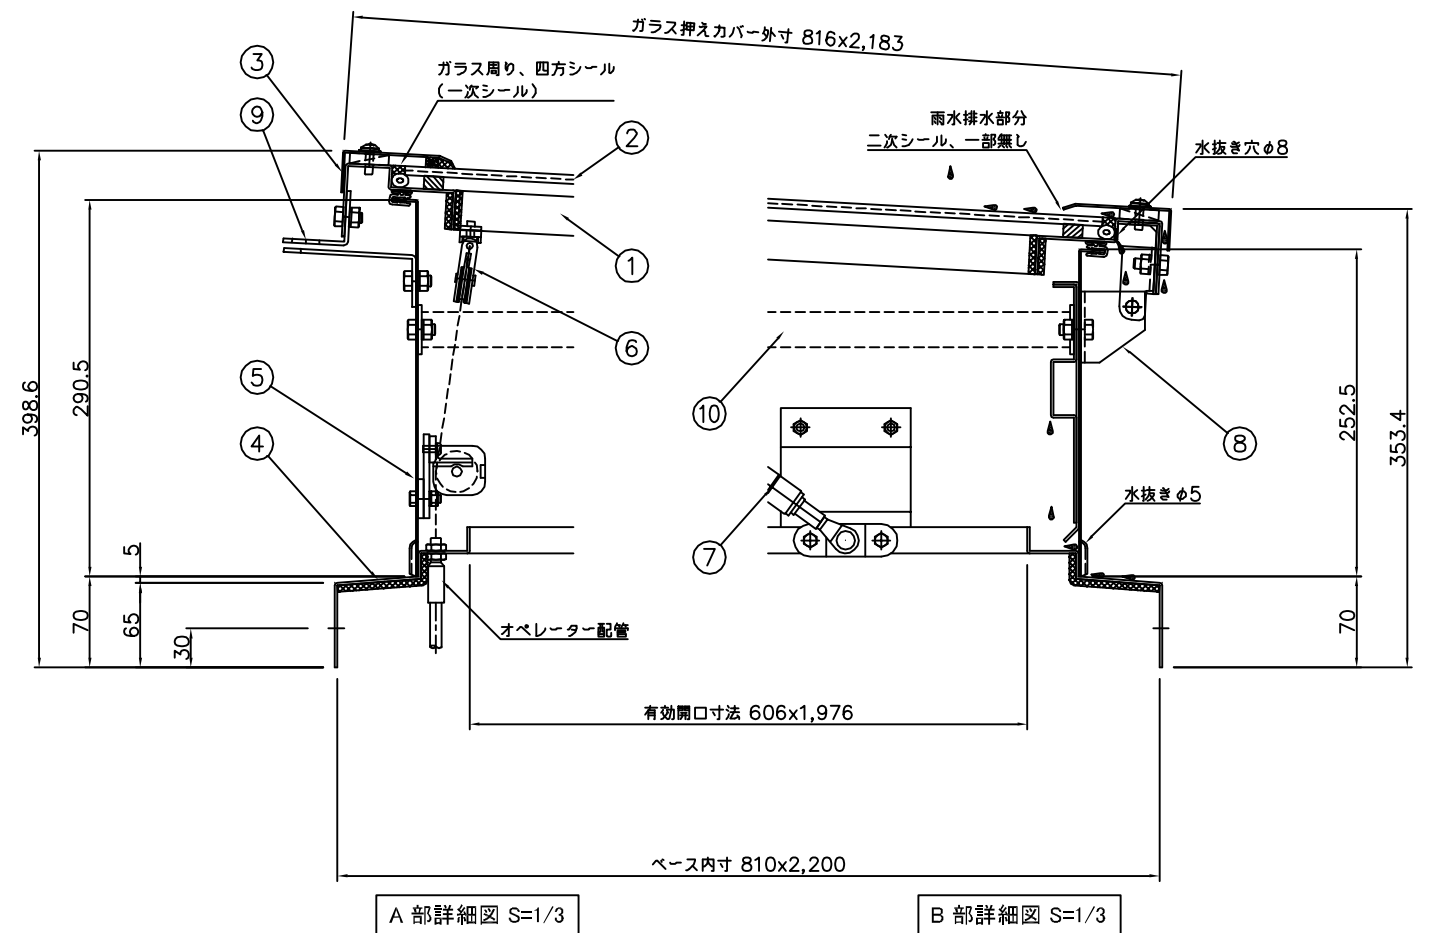 ガラス押えカバー外寸 816x2,183
③
ガラス周り、四方シール
(一次シール)
⑨
②
雨水排水部分
二次シール、一部無し
水抜き穴φ8
①
⑥
⑤
④
⑩
⑧
398.6
290.5
252.5
353.4
水抜きφ5
⑦
5
70
65
30
70
オペレーター配管
有効開口寸法 606x1,976
ベース内寸 810x2,200
A 部詳細図 S=1/3
B 部詳細図 S=1/3